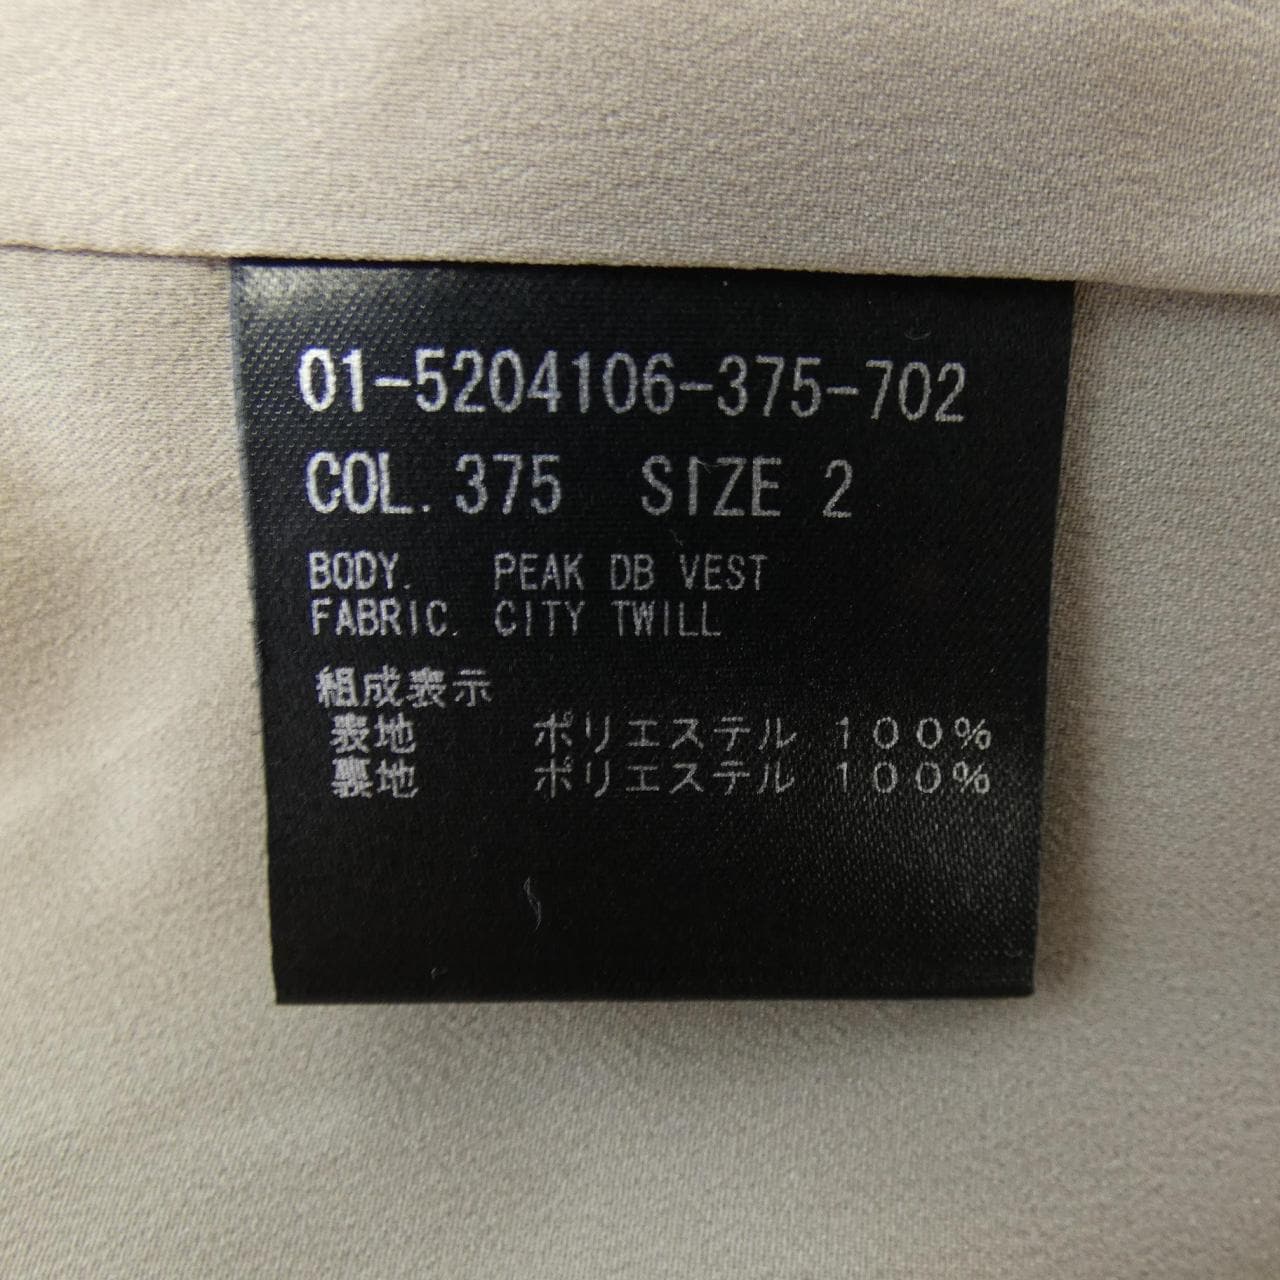 01-5204106-375-702
COL. 375 SIZE 2
BODY. PEAK DB VEST
FABRIC. CITY TWILL
組成表示
表地 ポリエステル １００％
裏地 ポリエステル １００％